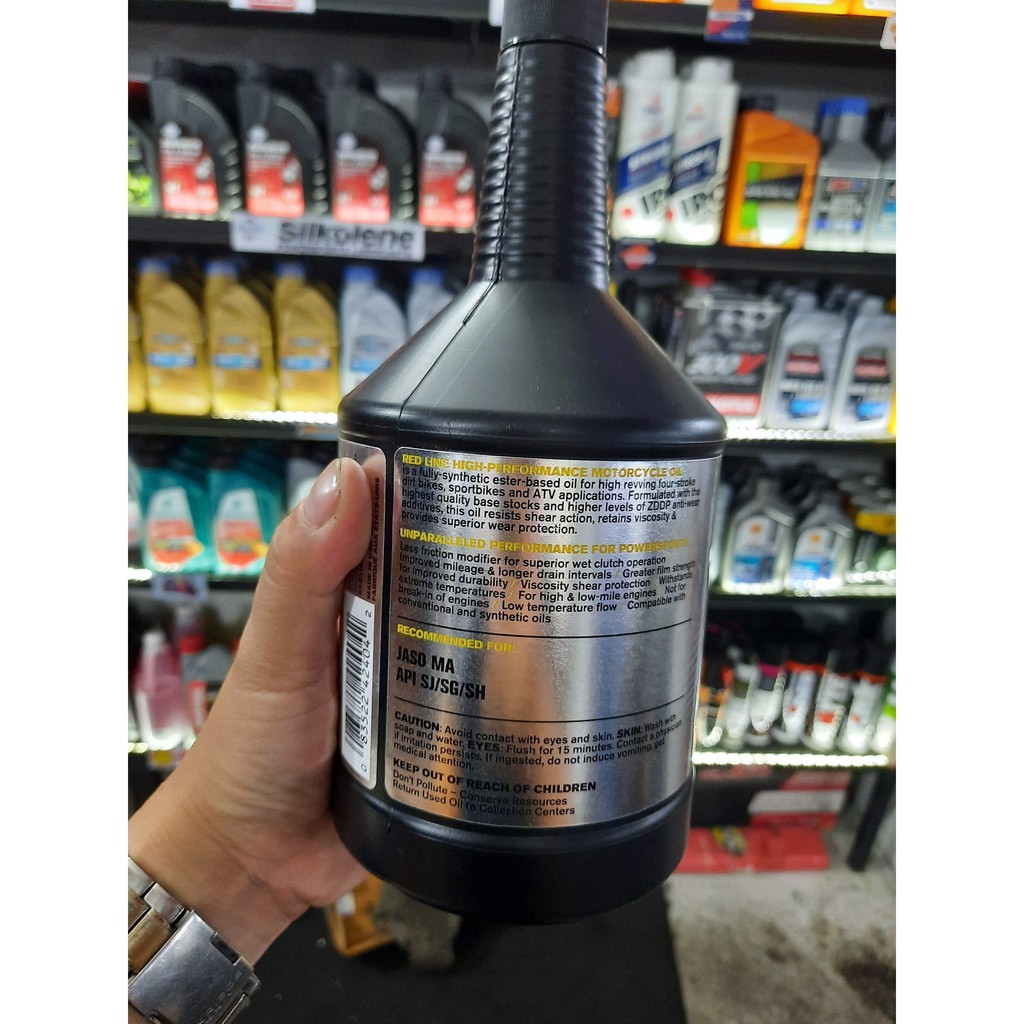 Silkolene
300V
RED LINE HIGH-PERFORMANCE MOTORCYCLE OIL
is a fully-synthetic ester-based oil for high revving four-stroke
dirt bikes, sportbikes and ATV applications. Formulated with the
highest quality base stocks and higher levels of ZDDP anti-wear
additives, this oil resists shear action, retains viscosity &
provides superior wear protection.
UNPARALLELED PERFORMANCE FOR POWERSPORTS
Less friction modifier for superior wet clutch operation
Improved mileage & longer drain intervals / Greater film strength
for improved durability / Viscosity shear protection / Withstands
extreme temperatures / For high & low-mile engines / Not for
break-in of engines / Low temperature flow / Compatible with
conventional and synthetic oils
RECOMMENDED FOR:
JASO MA
API SJ/SG/SH
CAUTION: Avoid contact with eyes and skin. SKIN: Wash with
soap and water. EYES: Flush for 15 minutes. Contact a physician
if irritation persists. If ingested, do not induce vomiting, get
medical attention.
KEEP OUT OF REACH OF CHILDREN
Don't Pollute – Conserve Resources
Return Used Oil to Collection Centers
0 83522 42404 2